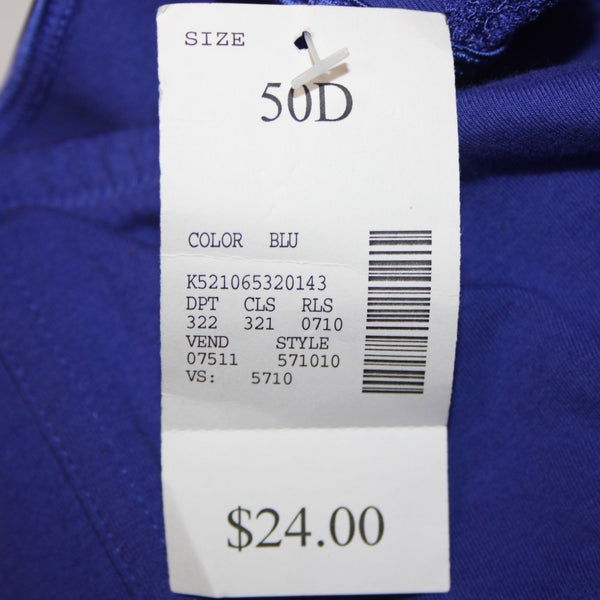 SIZE
50D
COLOR BLU
K521065320143
DPT CLS RLS
322 321 0710
VEND STYLE
07511 571010
VS: 5710
$24.00